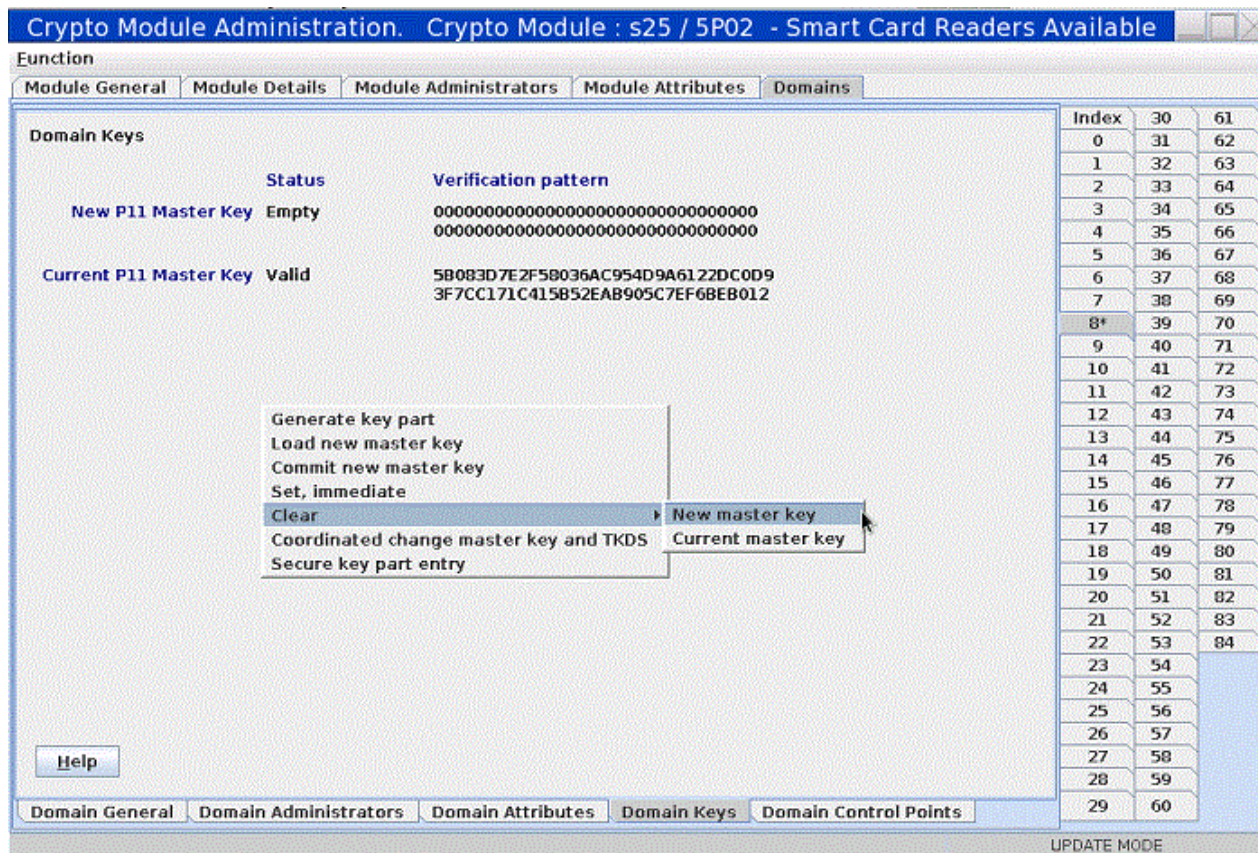 Crypto Module Administration. Crypto Module : s25 / 5P02 - Smart Card Readers Available
Function
Module General Module Details Module Administrators Module Attributes Domains
Domain Keys
Status Verification pattern
New P11 Master Key Empty 00000000000000000000000000000000
00000000000000000000000000000000
Current P11 Master Key Valid 5B083D7E2F58036AC954D9A6122DC0D9
3F7CC171C415B52EAB905C7EF6BEB012
Generate key part
Load new master key
Commit new master key
Set, immediate
Clear
Coordinated change master key and TKDS
Secure key part entry
New master key
Current master key
Help
Domain General Domain Administrators Domain Attributes Domain Keys Domain Control Points
Index 30 61
0 31 62
1 32 63
2 33 64
3 34 65
4 35 66
5 36 67
6 37 68
7 38 69
8* 39 70
9 40 71
10 41 72
11 42 73
12 43 74
13 44 75
14 45 76
15 46 77
16 47 78
17 48 79
18 49 80
19 50 81
20 51 82
21 52 83
22 53 84
23 54
24 55
25 56
26 57
27 58
28 59
29 60
UPDATE MODE